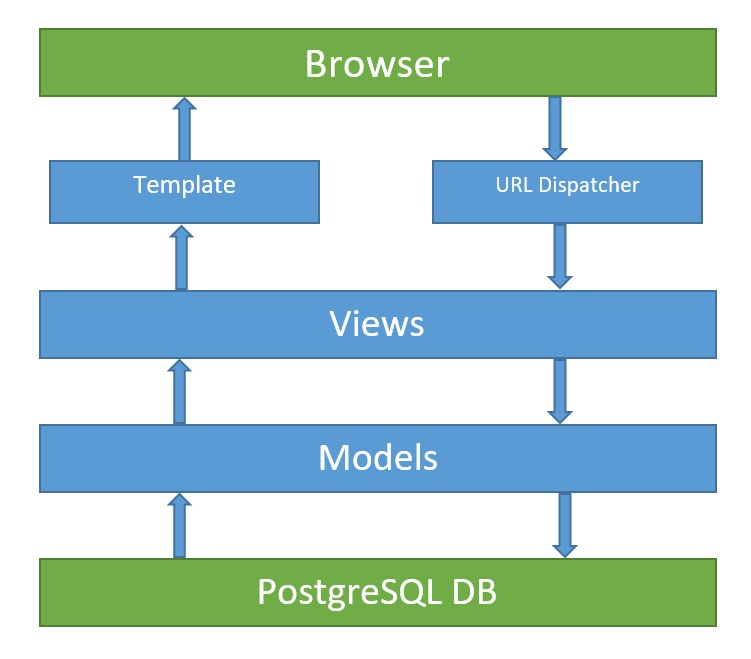 Browser
Template
URL Dispatcher
Views
Models
PostgreSQL DB